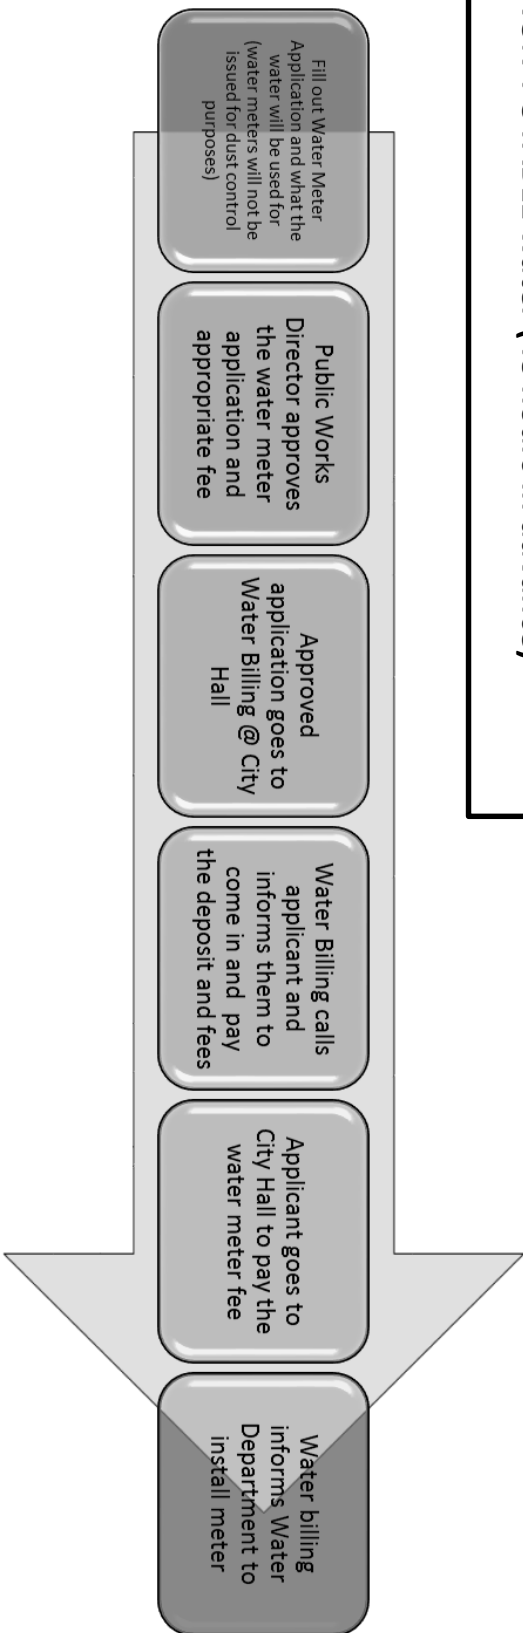 Fill out Water Meter
Application and what the
water will be used for
(water meters will not be
issued for dust control
purposes)
Public Works
Director approves
the water meter
application and
appropriate fee
Approved
application goes to
Water Billing @ City
Hall
Water Billing calls
applicant and
informs them to
come in and pay
the deposit and fees
Applicant goes to
City Hall to pay the
water meter fee
Water billing
informs Water
Department to
install meter